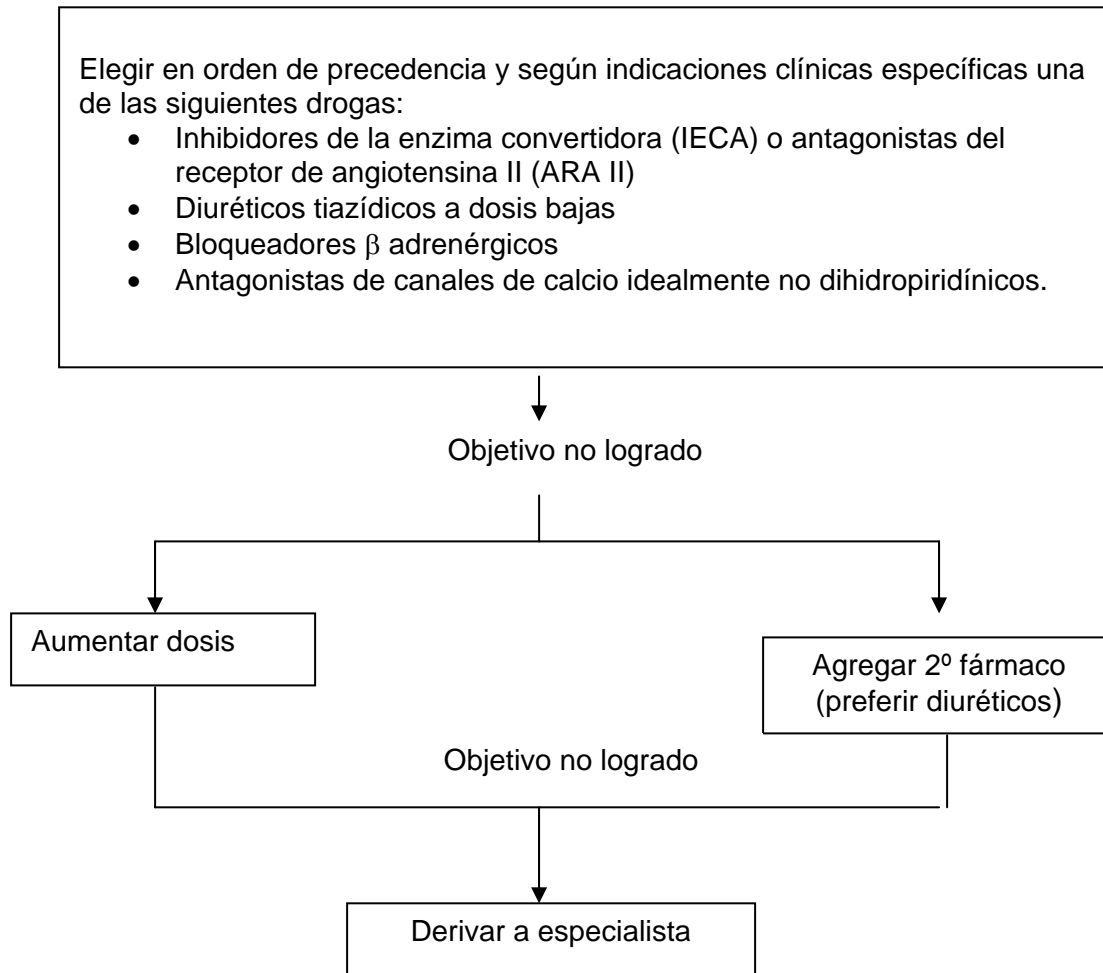 Elegir en orden de precedencia y según indicaciones clínicas específicas una
de las siguientes drogas:
• Inhibidores de la enzima convertidora (IECA) o antagonistas del
receptor de angiotensina II (ARA II)
• Diuréticos tiazídicos a dosis bajas
• Bloqueadores β adrenérgicos
• Antagonistas de canales de calcio idealmente no dihidropiridínicos.
Objetivo no logrado
Aumentar dosis
Agregar 2º fármaco
(preferir diuréticos)
Objetivo no logrado
Derivar a especialista